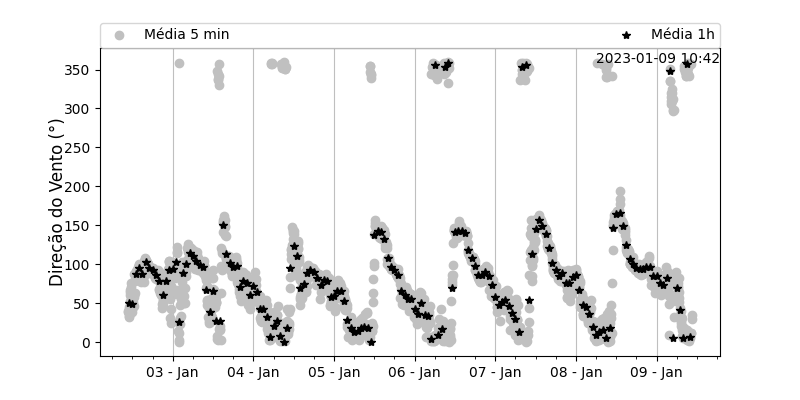 Média 5 min
Média 1h
2023-01-09 10:42
Direção do Vento (°)
350
300
250
200
150
100
50
0
03 - Jan
04 - Jan
05 - Jan
06 - Jan
07 - Jan
08 - Jan
09 - Jan